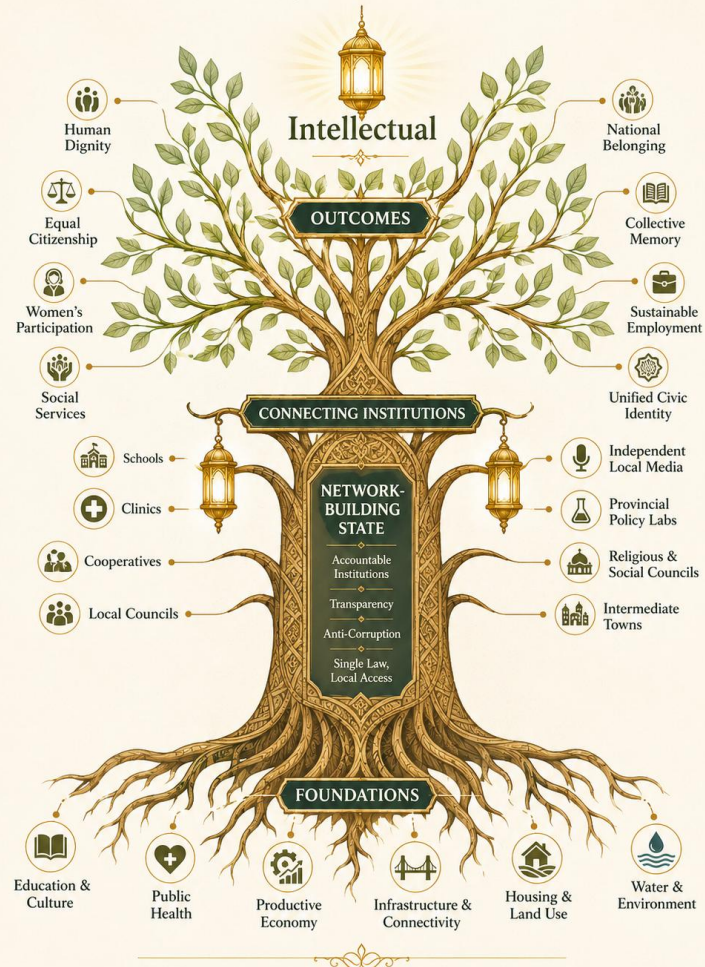 Intellectual
OUTCOMES
Human
Dignity
Equal
Citizenship
Women's
Participation
Social
Services
National
Belonging
Collective
Memory
Sustainable
Employment
Unified Civic
Identity
CONNECTING INSTITUTIONS
Schools
Clinics
Cooperatives
Local Councils
Independent
Local Media
Provincial
Policy Labs
Religious &
Social Councils
Intermediate
Towns
NETWORK-
BUILDING
STATE
Accountable
Institutions
Transparency
Anti-Corruption
Single Law,
Local Access
FOUNDATIONS
Education &
Culture
Public
Health
Productive
Economy
Infrastructure &
Connectivity
Housing &
Land Use
Water &
Environment